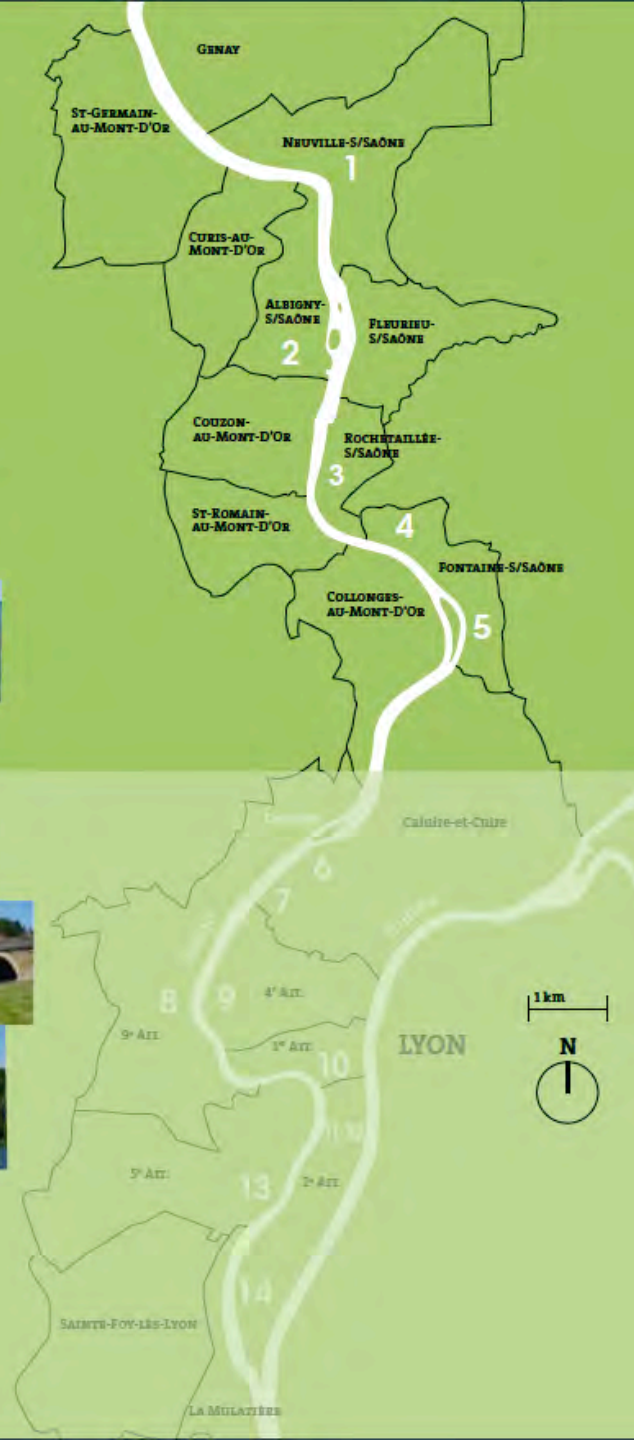 GENAY
ST-GERMAIN-
AU-MONT-D'OR
NEUVILLE-S/SAÔNE
1
CURIS-AU-
MONT-D'OR
ALBIGNY-
S/SAÔNE
FLEURIEU-
S/SAÔNE
2
COUZON-
AU-MONT-D'OR
ROCHETAILLÉE-
S/SAÔNE
3
ST-ROMAIN-
AU-MONT-D'OR
4
FONTAINE-S/SAÔNE
COLLONGES-
AU-MONT-D'OR
5
Caluire-et-Cuire
6
7
8
9
4e Arr.
1 km
9e Arr.
1er Arr.
LYON
N
10
11-12
5e Arr.
13
2e Arr.
14
SAINTE-FOY-LÈS-LYON
LA MULATIÈRE